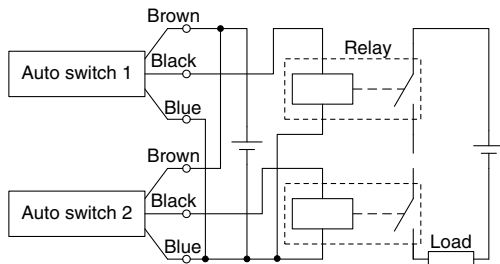 Brown
Auto switch 1
Black
Blue
Relay
Brown
Auto switch 2
Black
Blue
Load